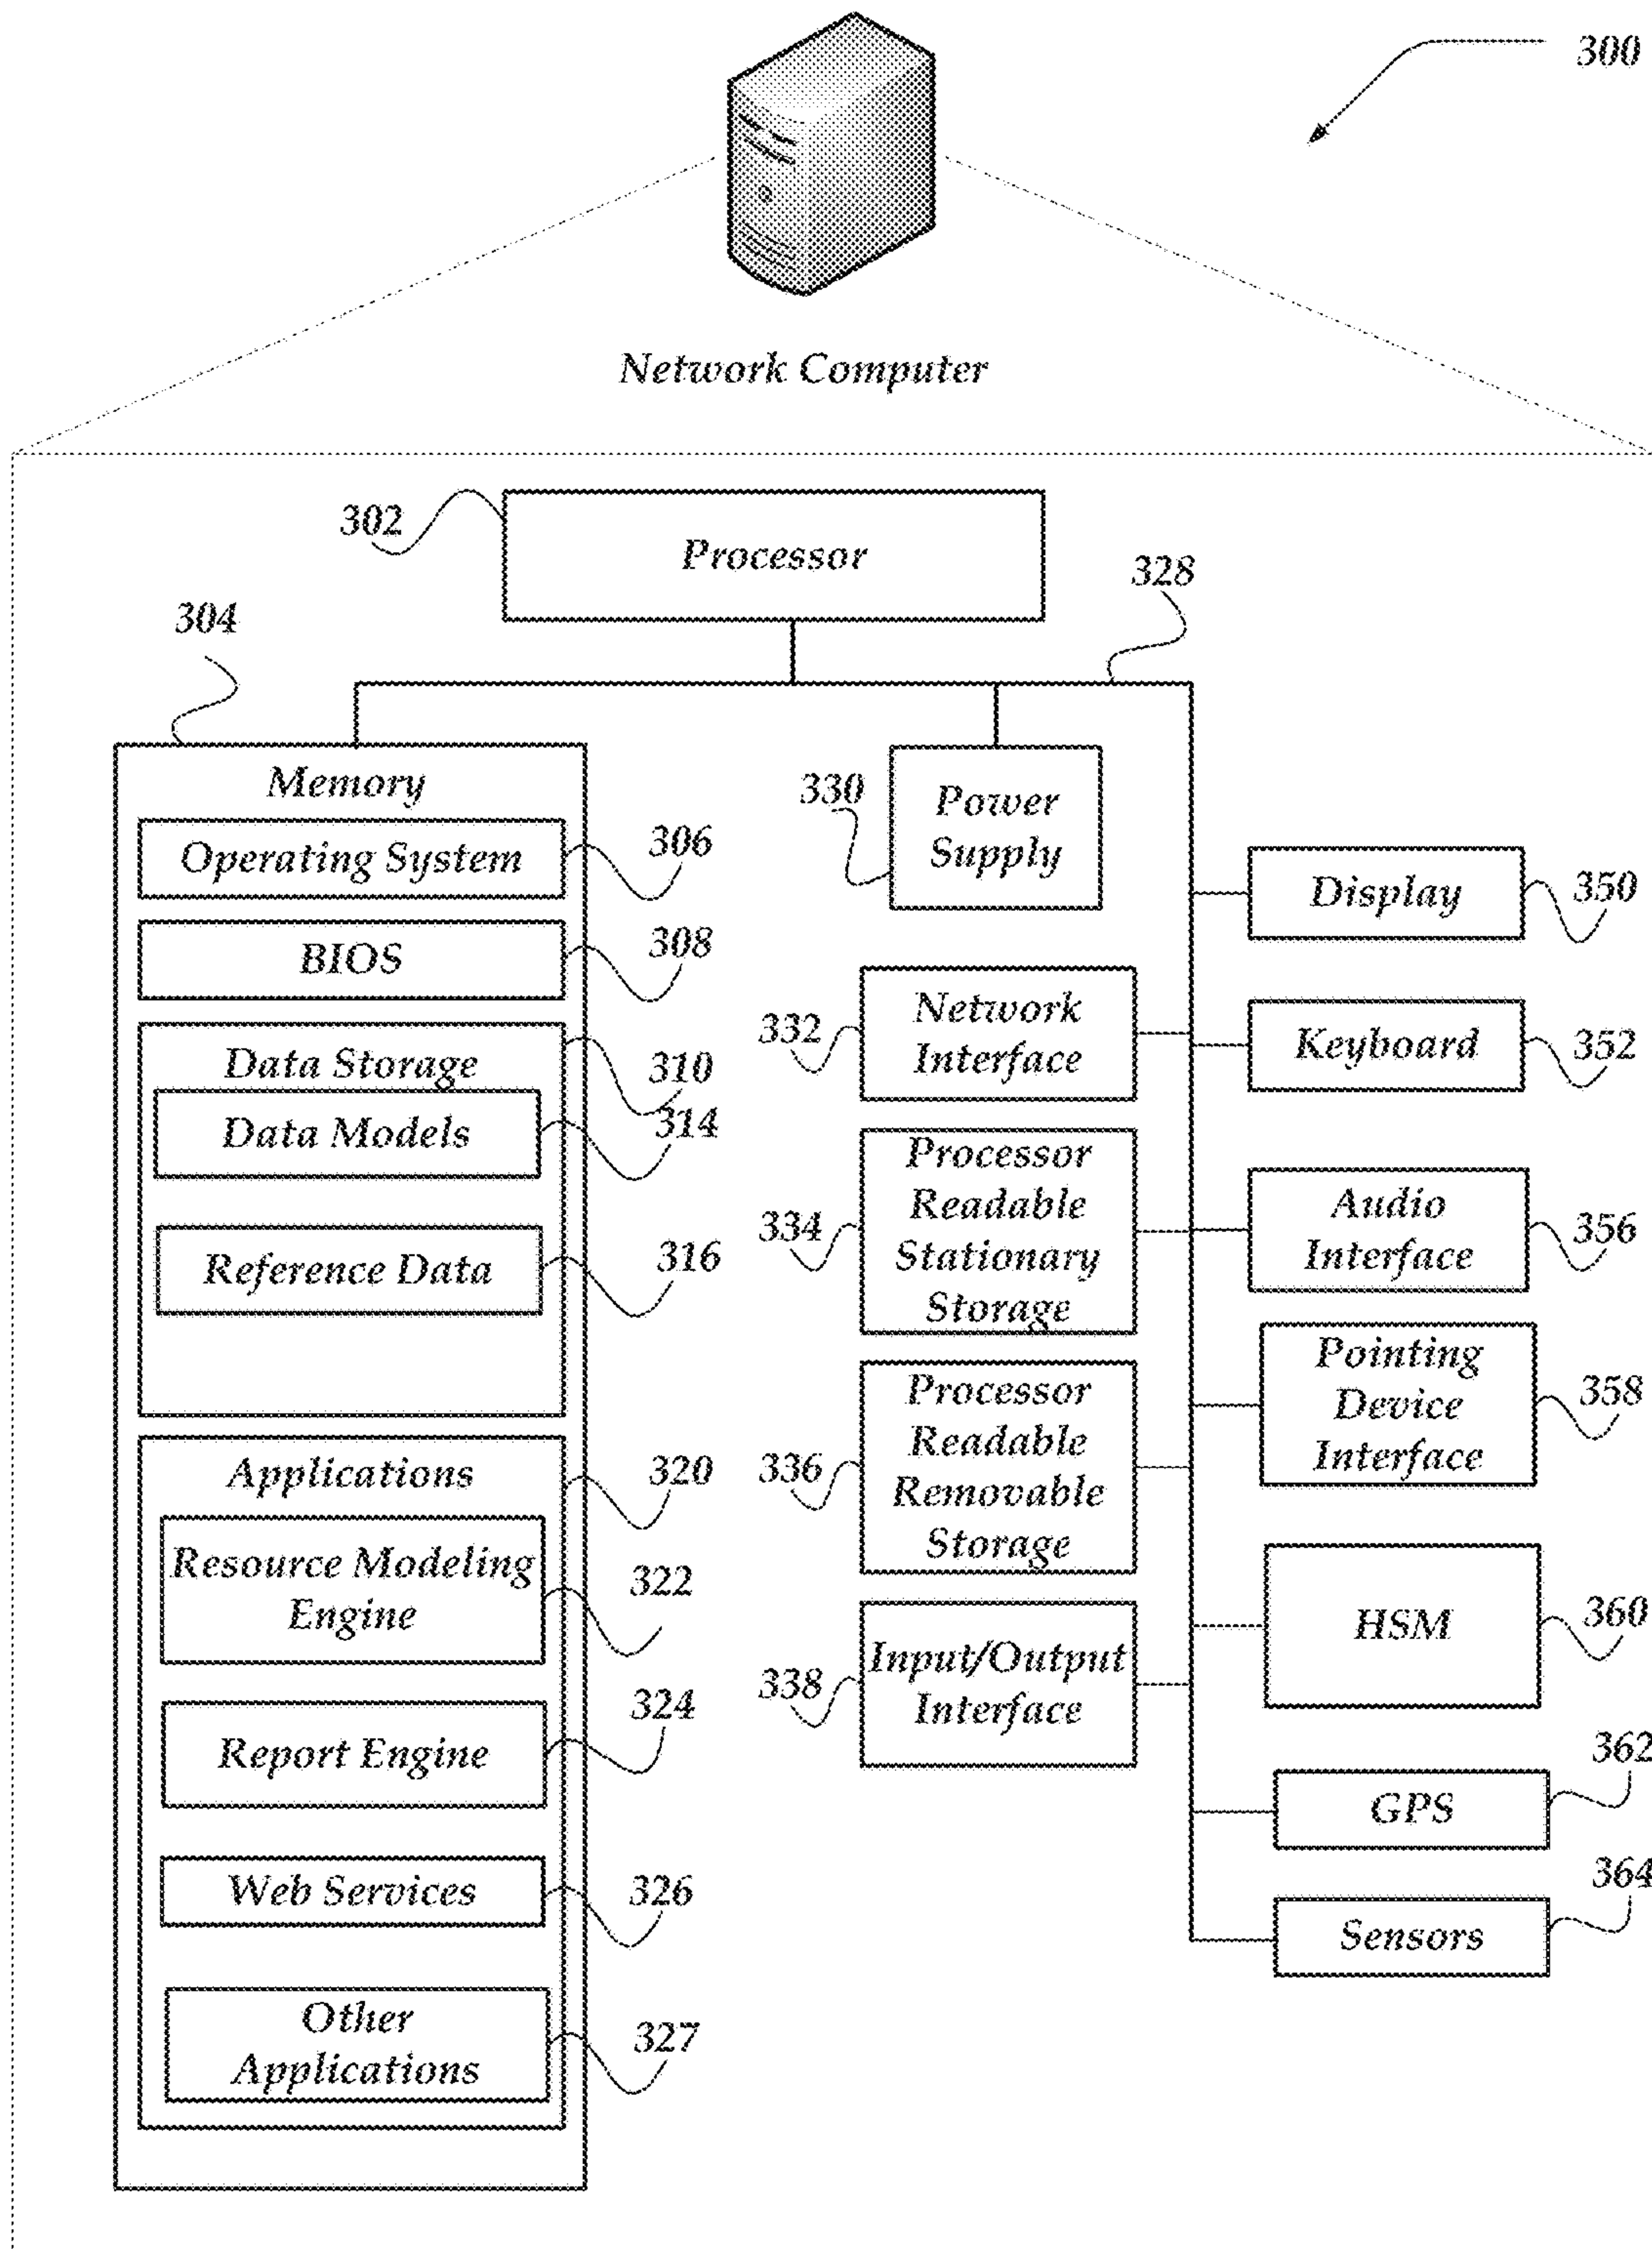 300
Network Computer
302
Processor
328
304
Memory
Operating System
306
BIOS
308
Data Storage
310
Data Models
314
Reference Data
316
Applications
320
Resource Modeling
Engine
322
Report Engine
324
Web Services
326
Other
Applications
327
330
Power
Supply
332
Network
Interface
334
Processor
Readable
Stationary
Storage
336
Processor
Readable
Removable
Storage
338
Input/Output
Interface
Display
350
Keyboard
352
Audio
Interface
356
Pointing
Device
Interface
358
HSM
360
GPS
362
Sensors
364